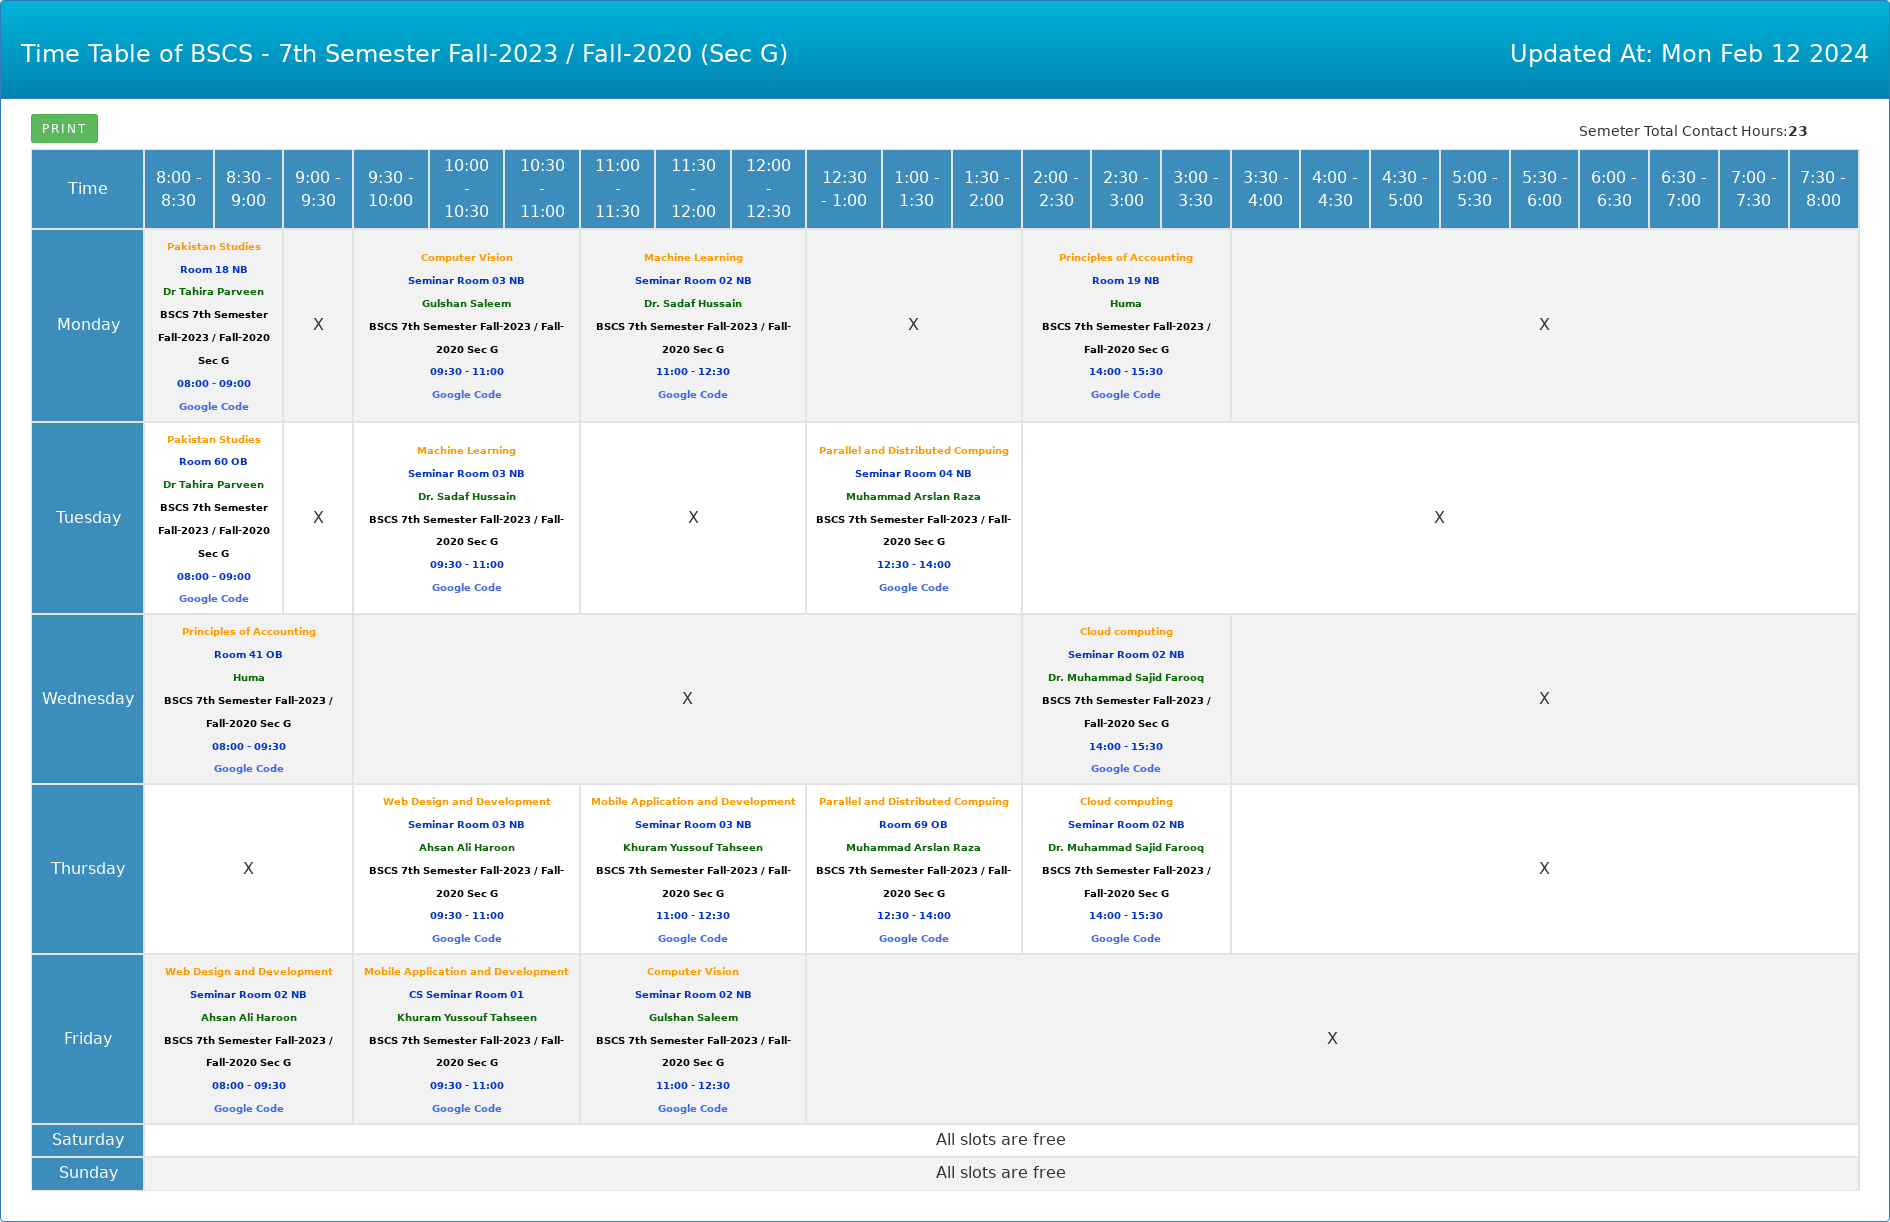 Time Table of BSCS - 7th Semester Fall-2023 / Fall-2020 (Sec G)
Updated At: Mon Feb 12 2024
PRINT
Semeter Total Contact Hours:23
Time
8:00 -
8:30
8:30 -
9:00
9:00 -
9:30
9:30 -
10:00
10:00
-
10:30
10:30
-
11:00
11:00
-
11:30
11:30
-
12:00
12:00
-
12:30
12:30
- 1:00
1:00 -
1:30
1:30 -
2:00
2:00 -
2:30
2:30 -
3:00
3:00 -
3:30
3:30 -
4:00
4:00 -
4:30
4:30 -
5:00
5:00 -
5:30
5:30 -
6:00
6:00 -
6:30
6:30 -
7:00
7:00 -
7:30
7:30 -
8:00
Monday
Pakistan Studies
Room 18 NB
Dr Tahira Parveen
BSCS 7th Semester
Fall-2023 / Fall-2020
Sec G
08:00 - 09:00
Google Code
X
Computer Vision
Seminar Room 03 NB
Gulshan Saleem
BSCS 7th Semester Fall-2023 / Fall-
2020 Sec G
09:30 - 11:00
Google Code
Machine Learning
Seminar Room 02 NB
Dr. Sadaf Hussain
BSCS 7th Semester Fall-2023 / Fall-
2020 Sec G
11:00 - 12:30
Google Code
X
Principles of Accounting
Room 19 NB
Huma
BSCS 7th Semester Fall-2023 /
Fall-2020 Sec G
14:00 - 15:30
Google Code
X
Tuesday
Pakistan Studies
Room 60 OB
Dr Tahira Parveen
BSCS 7th Semester
Fall-2023 / Fall-2020
Sec G
08:00 - 09:00
Google Code
X
Machine Learning
Seminar Room 03 NB
Dr. Sadaf Hussain
BSCS 7th Semester Fall-2023 / Fall-
2020 Sec G
09:30 - 11:00
Google Code
X
Parallel and Distributed Compuing
Seminar Room 04 NB
Muhammad Arslan Raza
BSCS 7th Semester Fall-2023 / Fall-
2020 Sec G
12:30 - 14:00
Google Code
X
Wednesday
Principles of Accounting
Room 41 OB
Huma
BSCS 7th Semester Fall-2023 /
Fall-2020 Sec G
08:00 - 09:30
Google Code
X
Cloud computing
Seminar Room 02 NB
Dr. Muhammad Sajid Farooq
BSCS 7th Semester Fall-2023 /
Fall-2020 Sec G
14:00 - 15:30
Google Code
X
Thursday
X
Web Design and Development
Seminar Room 03 NB
Ahsan Ali Haroon
BSCS 7th Semester Fall-2023 / Fall-
2020 Sec G
09:30 - 11:00
Google Code
Mobile Application and Development
Seminar Room 03 NB
Khuram Yussouf Tahseen
BSCS 7th Semester Fall-2023 / Fall-
2020 Sec G
11:00 - 12:30
Google Code
Parallel and Distributed Compuing
Room 69 OB
Muhammad Arslan Raza
BSCS 7th Semester Fall-2023 / Fall-
2020 Sec G
12:30 - 14:00
Google Code
Cloud computing
Seminar Room 02 NB
Dr. Muhammad Sajid Farooq
BSCS 7th Semester Fall-2023 /
Fall-2020 Sec G
14:00 - 15:30
Google Code
X
Friday
Web Design and Development
Seminar Room 02 NB
Ahsan Ali Haroon
BSCS 7th Semester Fall-2023 /
Fall-2020 Sec G
08:00 - 09:30
Google Code
Mobile Application and Development
CS Seminar Room 01
Khuram Yussouf Tahseen
BSCS 7th Semester Fall-2023 / Fall-
2020 Sec G
09:30 - 11:00
Google Code
Computer Vision
Seminar Room 02 NB
Gulshan Saleem
BSCS 7th Semester Fall-2023 / Fall-
2020 Sec G
11:00 - 12:30
Google Code
X
Saturday
All slots are free
Sunday
All slots are free